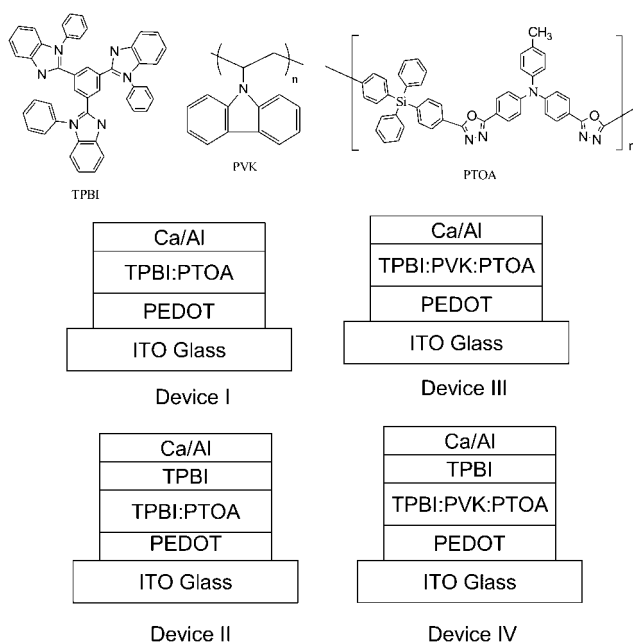 CH₃
N
N
N
N
N
N
N
n
Si
O
N-N
N
O
N-N
n
TPBI
PVK
PTOA
Ca/Al
TPBI:PTOA
PEDOT
ITO Glass
Device I
Ca/Al
TPBI:PVK:PTOA
PEDOT
ITO Glass
Device III
Ca/Al
TPBI
TPBI:PTOA
PEDOT
ITO Glass
Device II
Ca/Al
TPBI
TPBI:PVK:PTOA
PEDOT
ITO Glass
Device IV